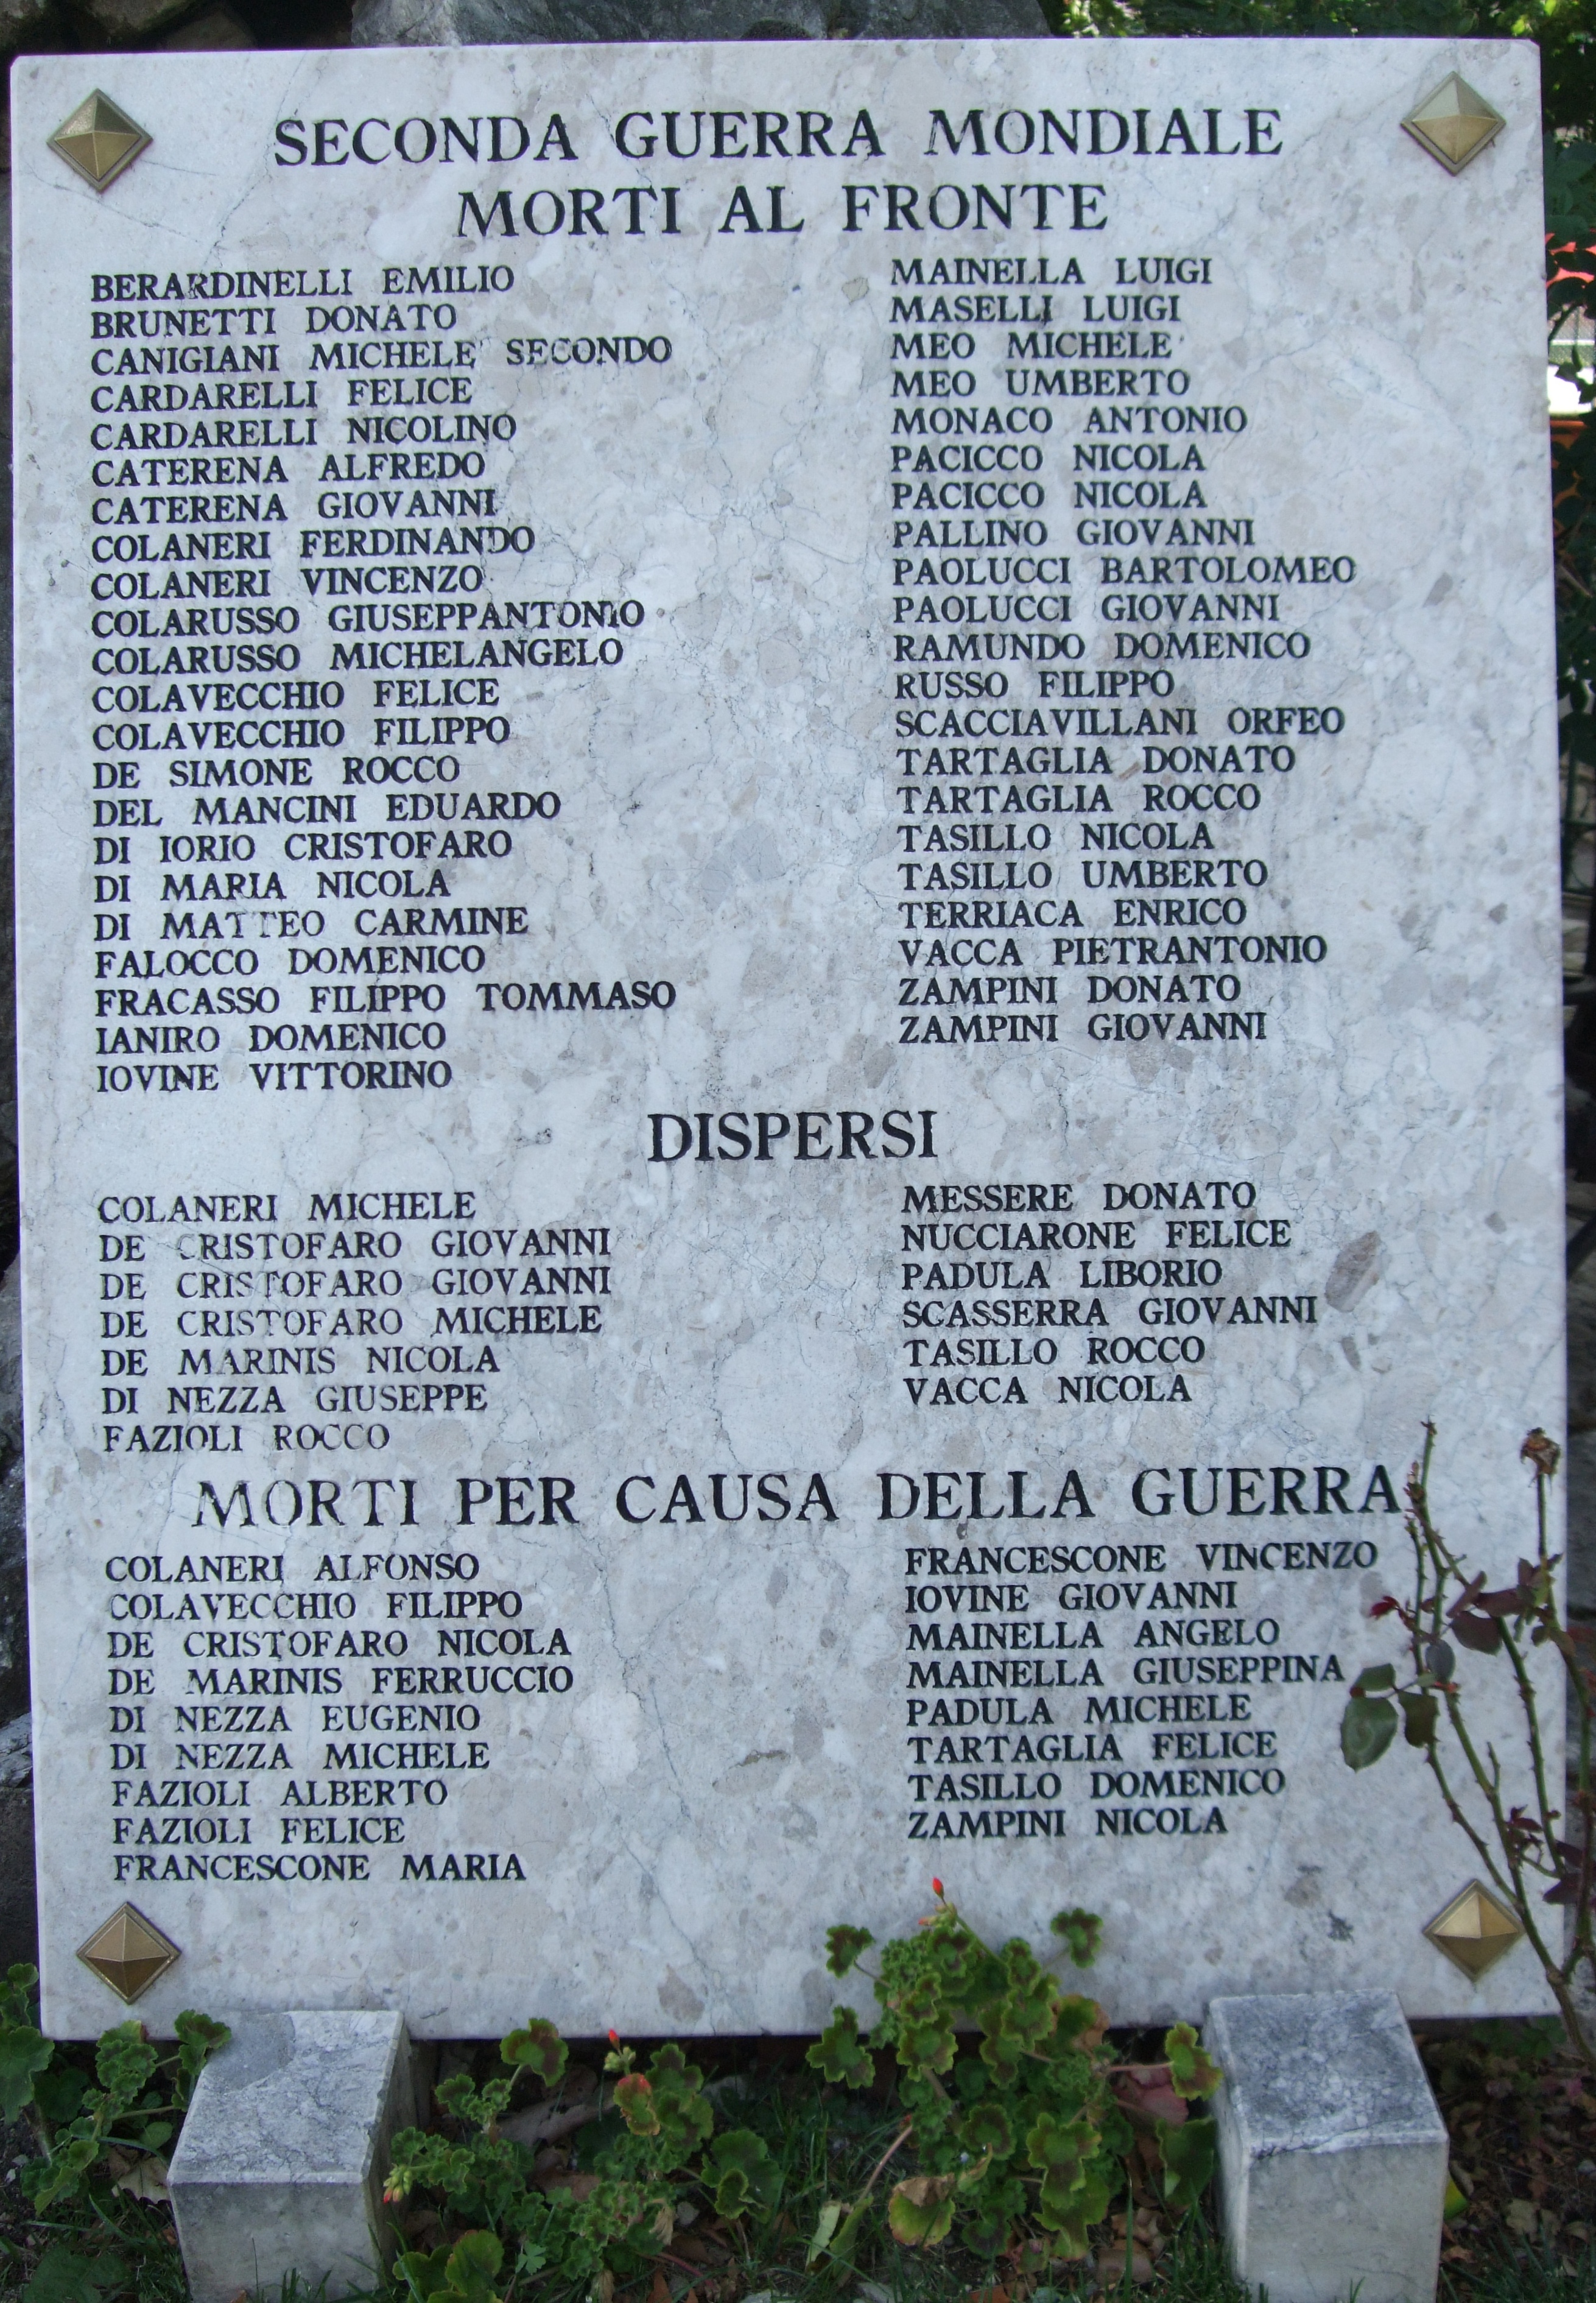 SECONDA GUERRA MONDIALE
MORTI AL FRONTE
BERARDINELLI EMILIO
BRUNETTI DONATO
CANIGIANI MICHELE SECONDO
CARDARELLI FELICE
CARDARELLI NICOLINO
CATERENA ALFREDO
CATERENA GIOVANNI
COLANERI FERDINANDO
COLANERI VINCENZO
COLARUSSO GIUSEPPANTONIO
COLARUSSO MICHELANGELO
COLAVECCHIO FELICE
COLAVECCHIO FILIPPO
DE SIMONE ROCCO
DEL MANCINI EDUARDO
DI IORIO CRISTOFARO
DI MARIA NICOLA
DI MATTEO CARMINE
FALOCCO DOMENICO
FRACASSO FILIPPO TOMMASO
IANIRO DOMENICO
IOVINE VITTORINO
MAINELLA LUIGI
MASELLI LUIGI
MEO MICHELE
MEO UMBERTO
MONACO ANTONIO
PACICCO NICOLA
PACICCO NICOLA
PALLINO GIOVANNI
PAOLUCCI BARTOLOMEO
PAOLUCCI GIOVANNI
RAMUNDO DOMENICO
RUSSO FILIPPO
SCACCIAVILLANI ORFEO
TARTAGLIA DONATO
TARTAGLIA ROCCO
TASILLO NICOLA
TASILLO UMBERTO
TERRIACA ENRICO
VACCA PIETRANTONIO
ZAMPINI DONATO
ZAMPINI GIOVANNI
DISPERSI
COLANERI MICHELE
DE CRISTOFARO GIOVANNI
DE CRISTOFARO GIOVANNI
DE CRISTOFARO MICHELE
DE MARINIS NICOLA
DI NEZZA GIUSEPPE
FAZIOLI ROCCO
MESSERE DONATO
NUCCIARONE FELICE
PADULA LIBORIO
SCASSERRA GIOVANNI
TASILLO ROCCO
VACCA NICOLA
MORTI PER CAUSA DELLA GUERRA
COLANERI ALFONSO
COLAVECCHIO FILIPPO
DE CRISTOFARO NICOLA
DE MARINIS FERRUCCIO
DI NEZZA EUGENIO
DI NEZZA MICHELE
FAZIOLI ALBERTO
FAZIOLI FELICE
FRANCESCONE MARIA
FRANCESCONE VINCENZO
IOVINE GIOVANNI
MAINELLA ANGELO
MAINELLA GIUSEPPINA
PADULA MICHELE
TARTAGLIA FELICE
TASILLO DOMENICO
ZAMPINI NICOLA